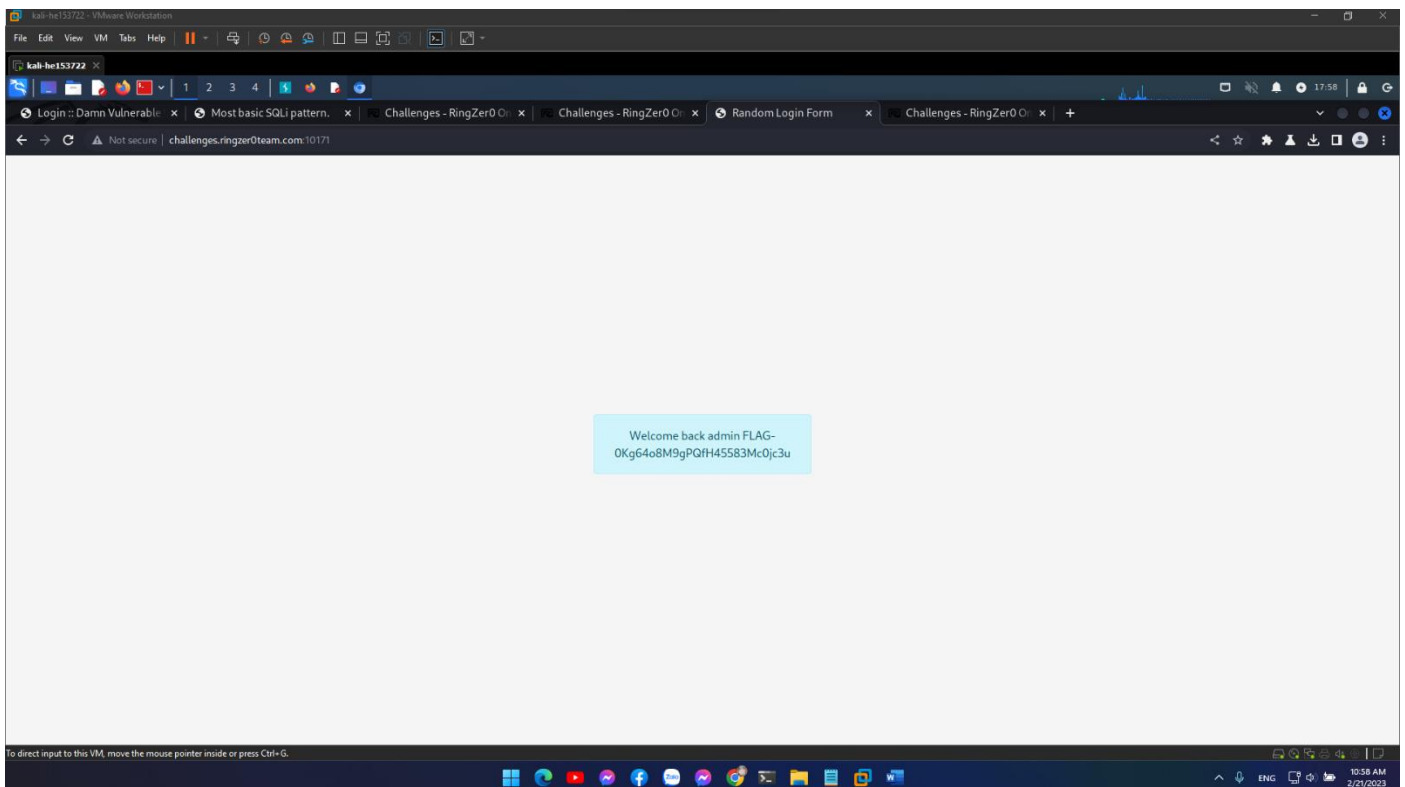 kali-he153722 - VMware Workstation
File Edit View VM Tabs Help
kali-he153722
1 2 3 4
17:58
Login :: Damn Vulnerable
Most basic SQLi pattern.
Challenges - RingZer0 On
Challenges - RingZer0 On
Random Login Form
Challenges - RingZer0 On
Not secure challenges.ringzer0team.com:10171
Welcome back admin FLAG-
0Kg64o8M9gPQfH45583Mc0jc3u
To direct input to this VM, move the mouse pointer inside or press Ctrl+G.
Zalo
ENG
10:58 AM
2/21/2023